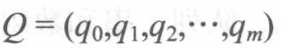 Q = (q₀,q₁,q₂,⋯,qₘ)